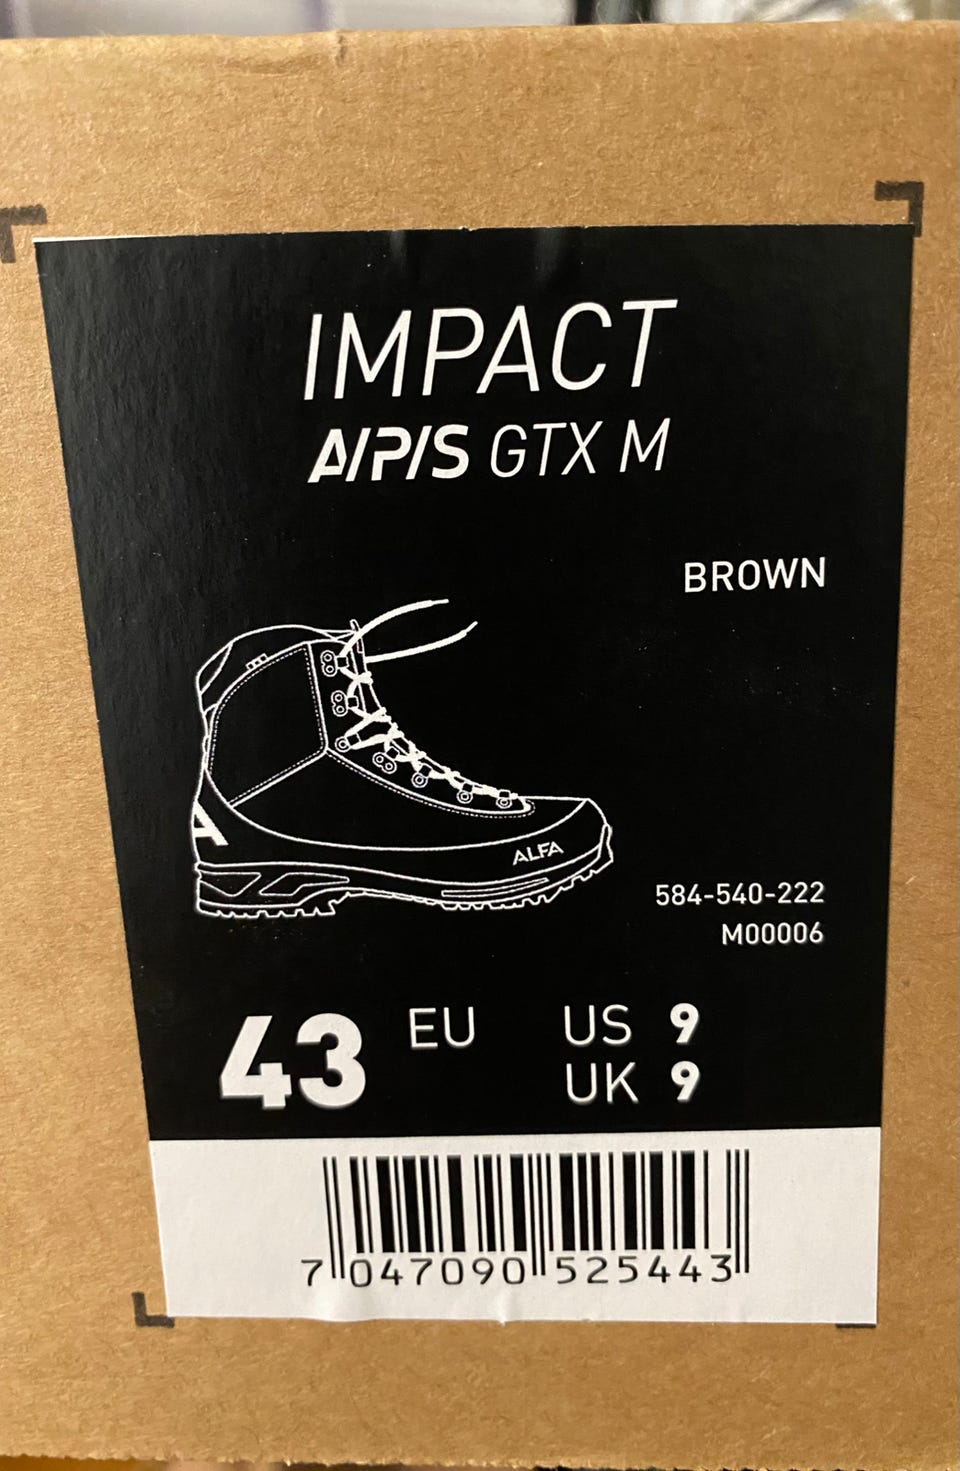 IMPACT
A/P/S GTX M
BROWN
A
ALFA
584-540-222
M00006
43 EU US 9
UK 9
7 047090 525443